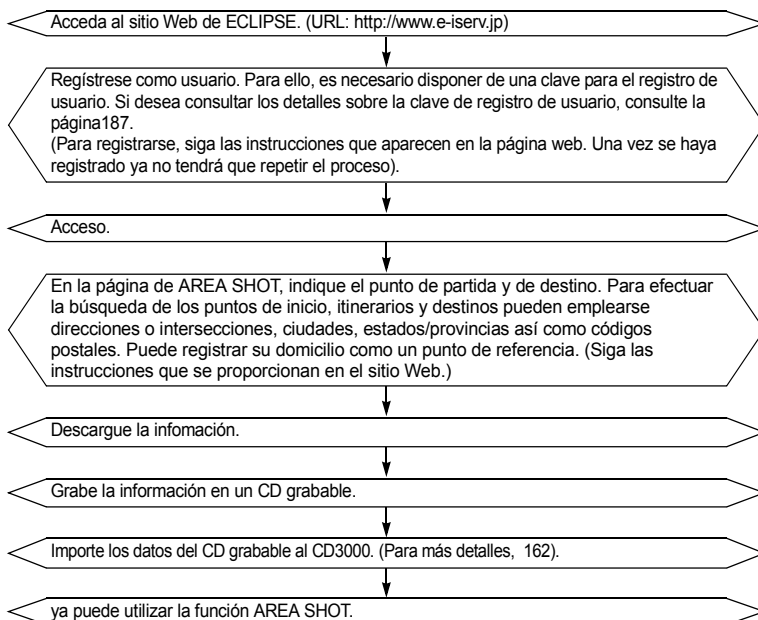 Acceda al sitio Web de ECLIPSE. (URL: http://www.e-iserv.jp)
Regístrese como usuario. Para ello, es necesario disponer de una clave para el registro de
usuario. Si desea consultar los detalles sobre la clave de registro de usuario, consulte la
página187.
(Para registrarse, siga las instrucciones que aparecen en la página web. Una vez se haya
registrado ya no tendrá que repetir el proceso).
Acceso.
En la página de AREA SHOT, indique el punto de partida y de destino. Para efectuar
la búsqueda de los puntos de inicio, itinerarios y destinos pueden emplearse
direcciones o intersecciones, ciudades, estados/provincias así como códigos
postales. Puede registrar su domicilio como un punto de referencia. (Siga las
instrucciones que se proporcionan en el sitio Web.)
Descargue la infomación.
Grabe la información en un CD grabable.
Importe los datos del CD grabable al CD3000. (Para más detalles, 162).
ya puede utilizar la función AREA SHOT.